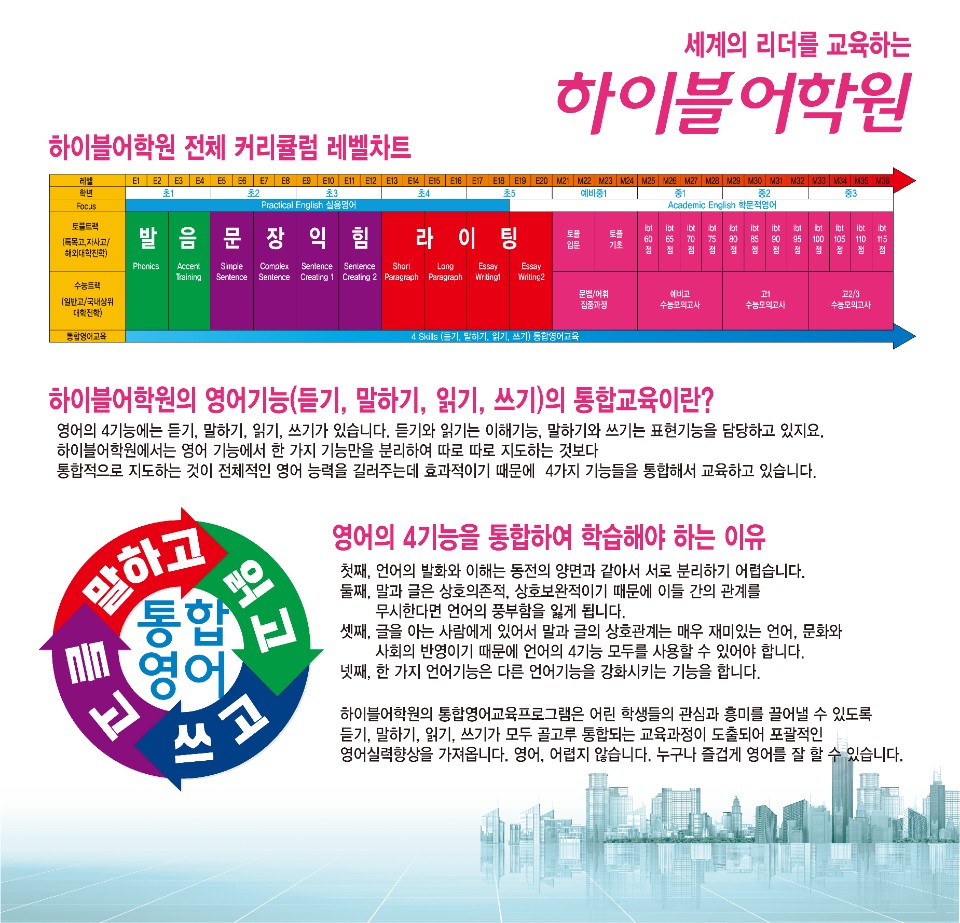 세계의 리더를 교육하는
하이블어학원
하이블어학원 전체 커리큘럼 레벨차트
레벨 E1 E2 E3 E4 E5 E6 E7 E8 E9 E10 E11 E12 E13 E14 E15 E16 E17 E18 E19 E20 M21 M22 M23 M24 M25 M26 M27 M28 M29 M30 M31 M32 M33 M34 M35 M36
학년 초1 초2 초3 초4 초5 예비중1 중1 중2 중3
Focus Practical English 실용영어 Academic English 학문적영어
토플트랙
(특목고,자사고/
해외대학진학)
발 음 문 장 익 힘 라 이 팅
Phonics
Accent
Training
Simple
Sentence
Complex
Sentence
Sentence
Creating 1
Sentence
Creating 2
Short
Paragraph
Long
Paragraph
Essay
Writing1
Essay
Writing2
토플
입문
토플
기초
ibt
60
점
ibt
65
점
ibt
70
점
ibt
75
점
ibt
80
점
ibt
85
점
ibt
90
점
ibt
95
점
ibt
100
점
ibt
105
점
ibt
110
점
ibt
115
점
수능트랙
(일반고/국내상위
대학진학)
문법/어휘
집중과정
예비고
수능모의고사
고1
수능모의고사
고2/3
수능모의고사
통합영어교육 4 Skills (듣기, 말하기, 읽기, 쓰기) 통합영어교육
하이블어학원의 영어기능(듣기, 말하기, 읽기, 쓰기)의 통합교육이란?
영어의 4기능에는 듣기, 말하기, 읽기, 쓰기가 있습니다. 듣기와 읽기는 이해기능, 말하기와 쓰기는 표현기능을 담당하고 있지요.
하이블어학원에서는 영어 기능에서 한 가지 기능만을 분리하여 따로 따로 지도하는 것보다
통합적으로 지도하는 것이 전체적인 영어 능력을 길러주는데 효과적이기 때문에 4가지 기능들을 통합해서 교육하고 있습니다.
말하고
읽고
쓰고
듣고
통합
영어
영어의 4기능을 통합하여 학습해야 하는 이유
첫째, 언어의 발화와 이해는 동전의 양면과 같아서 서로 분리하기 어렵습니다.
둘째, 말과 글은 상호의존적, 상호보완적이기 때문에 이들 간의 관계를
무시한다면 언어의 풍부함을 잃게 됩니다.
셋째, 글을 아는 사람에게 있어서 말과 글의 상호관계는 매우 재미있는 언어, 문화와
사회의 반영이기 때문에 언어의 4기능 모두를 사용할 수 있어야 합니다.
넷째, 한 가지 언어기능은 다른 언어기능을 강화시키는 기능을 합니다.
하이블어학원의 통합영어교육프로그램은 어린 학생들의 관심과 흥미를 끌어낼 수 있도록
듣기, 말하기, 읽기, 쓰기가 모두 골고루 통합되는 교육과정이 도출되어 포괄적인
영어실력향상을 가져옵니다. 영어, 어렵지 않습니다. 누구나 즐겁게 영어를 잘 할 수 있습니다.